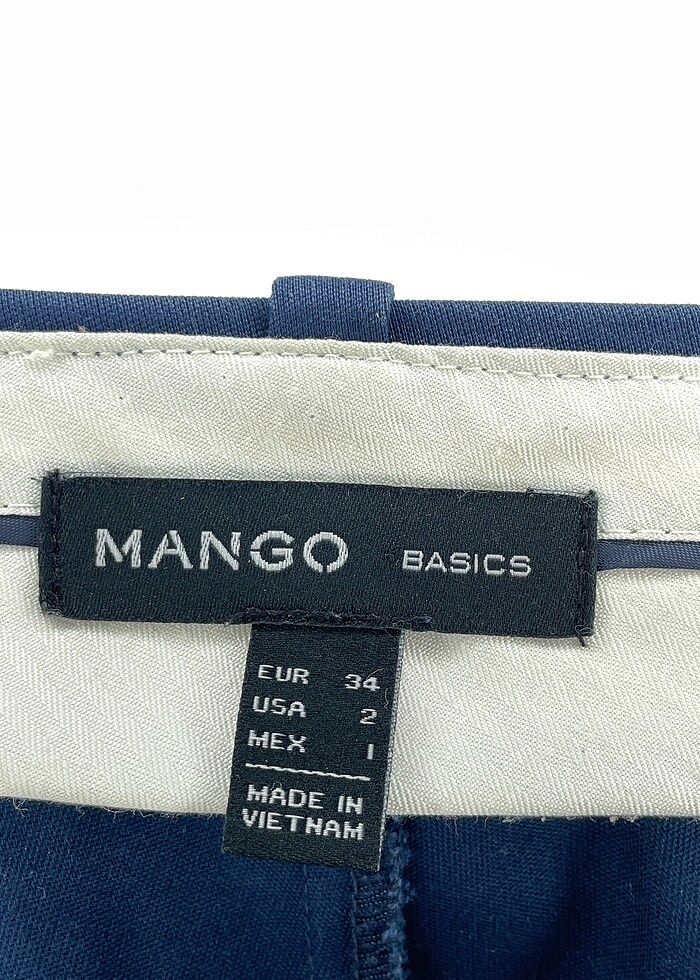 MANGO BASICS
EUR 34
USA 2
MEX 1
MADE IN
VIETNAM